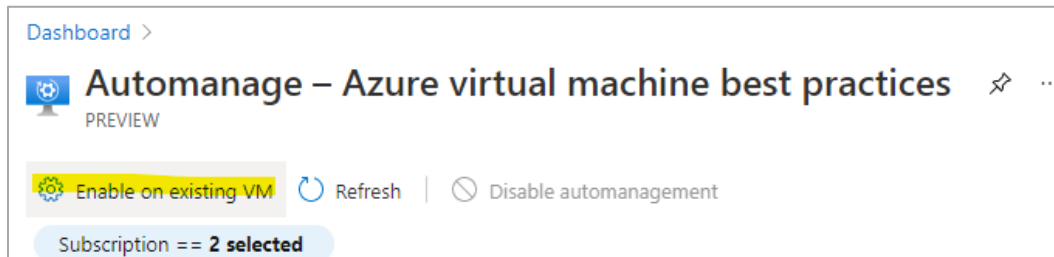 Dashboard >
Automanage – Azure virtual machine best practices
PREVIEW
Enable on existing VM Refresh Disable automanagement
Subscription == 2 selected